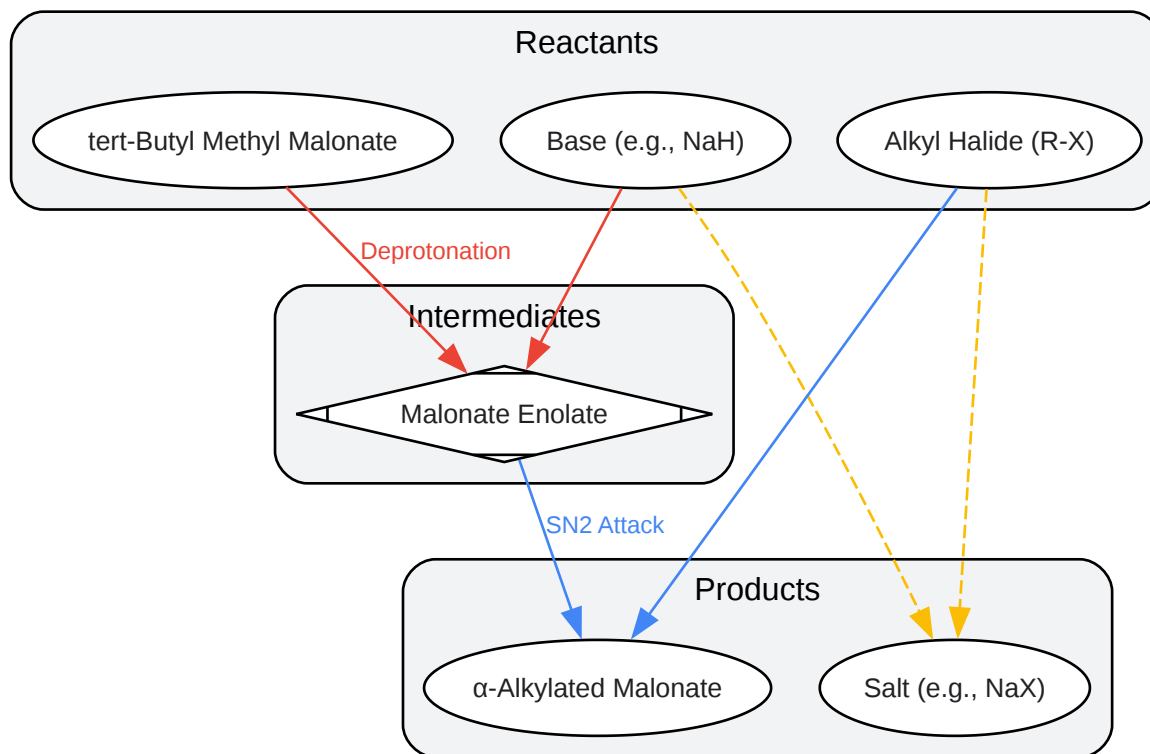 Reactants
tert-Butyl Methyl Malonate
Base (e.g., NaH)
Alkyl Halide (R-X)
Deprotonation
Intermediates
Malonate Enolate
SN2 Attack
Products
α-Alkylated Malonate
Salt (e.g., NaX)